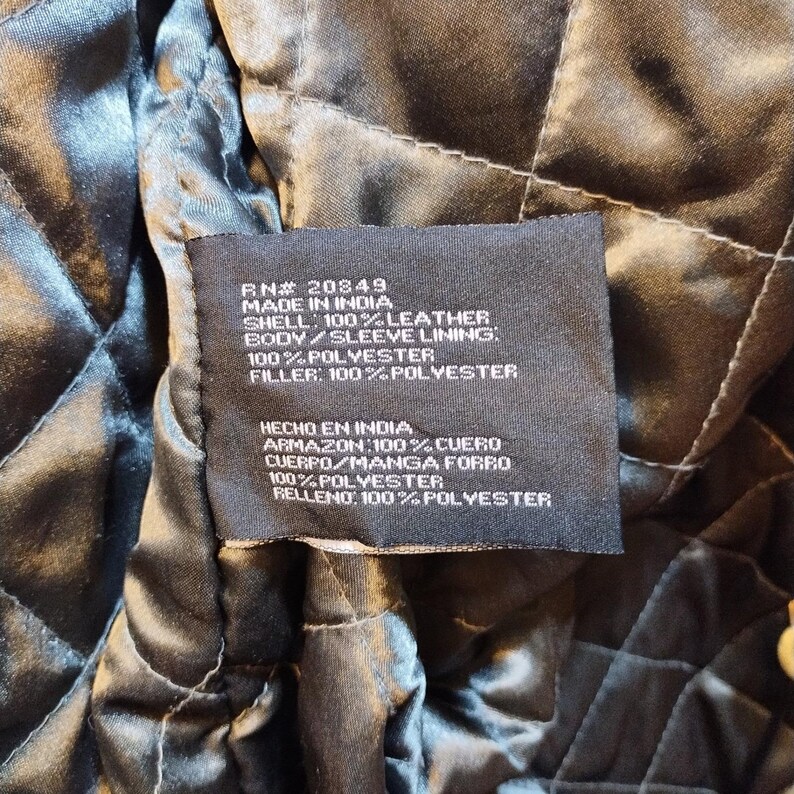 RN# 20849
MADE IN INDIA
SHELL: 100% LEATHER
BODY/SLEEVE LINING:
100% POLYESTER
FILLER: 100% POLYESTER
HECHO EN INDIA
ARMAZON: 100% CUERO
CUERPO/MANGA FORRO
100% POLYESTER
RELLENO: 100% POLYESTER